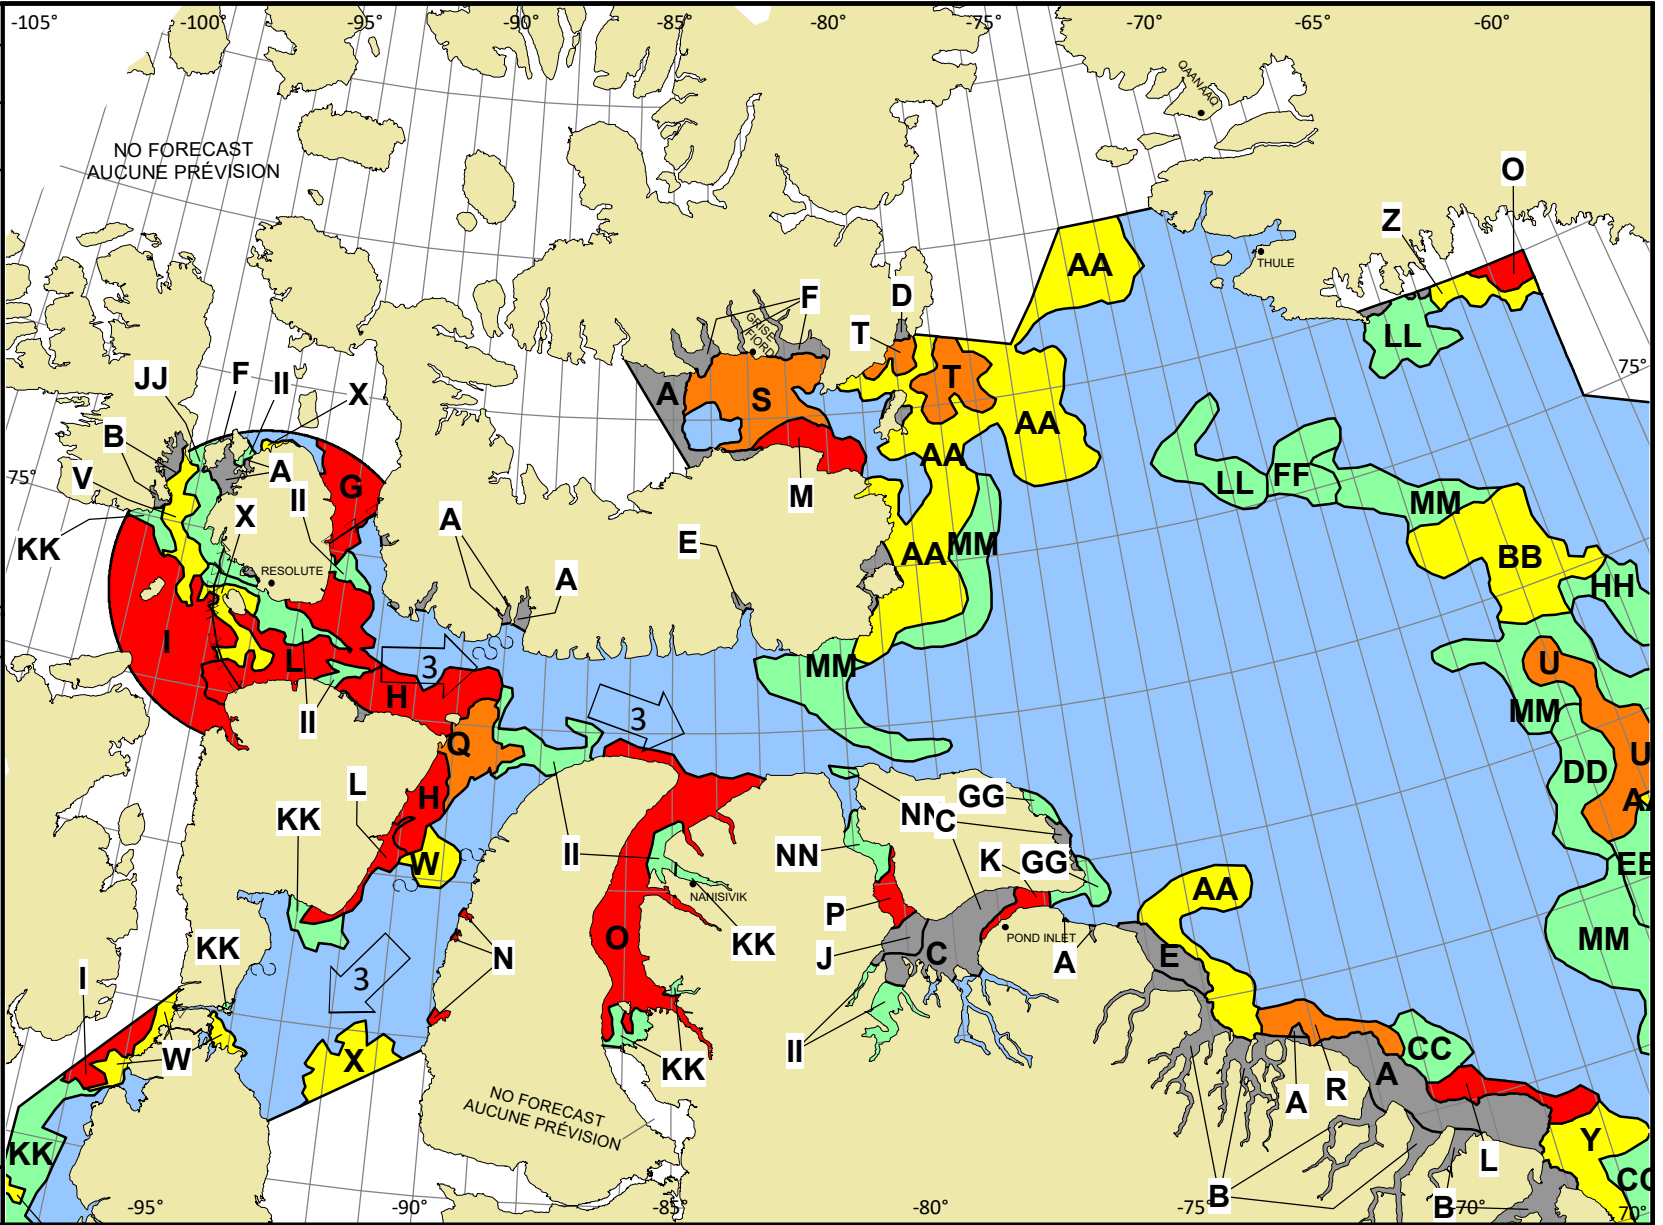 -105° -100° -95° -90° -85° -80° -75° -70° -65° -60°
QAANAAQ
NO FORECAST
AUCUNE PRÉVISION
O
Z
AA
THULE
F
D
GRISE
FIORD
T
LL
75°
JJ
F
II
X
A
S
T
B
AA
AA
V
A
G
II
M
75°
X
A
LL
FF
MM
KK
E
AA
MM
BB
RESOLUTE
A
HH
I
L
3
MM
U
H
II
3
MM
Q
U
DD
L
H
KK
GG
AA
NN
C
II
NN
K
GG
W
EE
NANISIVIK
AA
P
O
KK
POND INLET
MM
KK
N
J
C
A
E
I
3
W
X
II
CC
KK
A
NO FORECAST
AUCUNE PRÉVISION
A
R
Y
KK
L
B
B
CC
-95° -90° -85° -80° -75° -70° -70°